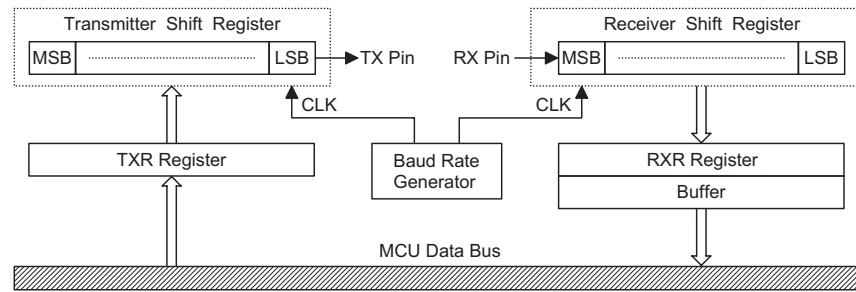 Transmitter Shift Register
Receiver Shift Register
MSB
LSB
TX Pin
RX Pin
MSB
LSB
CLK
CLK
TXR Register
Baud Rate
Generator
RXR Register
Buffer
MCU Data Bus